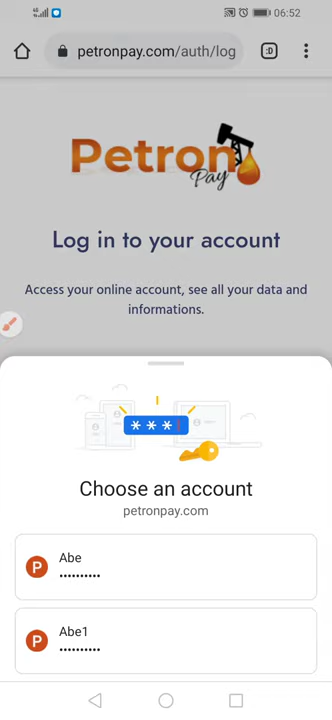 06:52
petronpay.com/auth/log
:D
Petron
Pay
Log in to your account
Access your online account, see all your data and
informations.
***
Choose an account
petronpay.com
P
Abe
••••••••••
P
Abe1
••••••••••